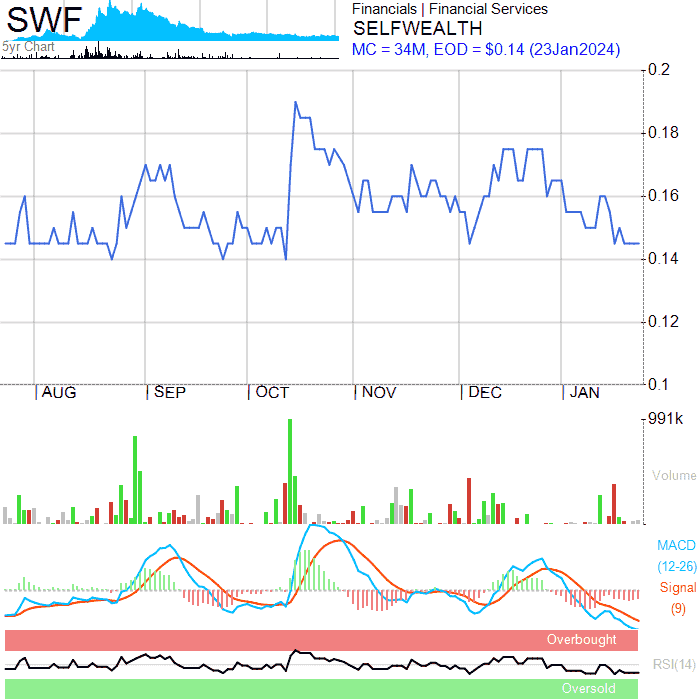 SWF
5yr Chart
Financials | Financial Services
SELFWEALTH
MC = 34M, EOD = $0.14 (23Jan2024)
0.2
0.18
0.16
0.14
0.12
0.1
AUG SEP OCT NOV DEC JAN
991k
Volume
MACD
(12-26)
Signal
(9)
Overbought
RSI(14)
Oversold